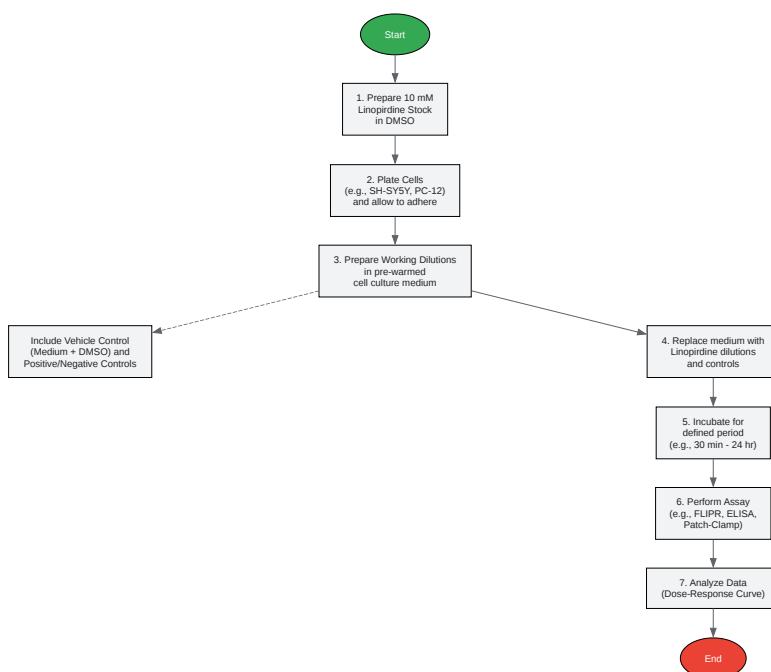 Start
1. Prepare 10 mM
Linopirdine Stock
in DMSO
2. Plate Cells
(e.g., SH-SY5Y, PC-12)
and allow to adhere
3. Prepare Working Dilutions
in pre-warmed
cell culture medium
Include Vehicle Control
(Medium + DMSO) and
Positive/Negative Controls
4. Replace medium with
Linopirdine dilutions
and controls
5. Incubate for
defined period
(e.g., 30 min - 24 hr)
6. Perform Assay
(e.g., FLIPR, ELISA,
Patch-Clamp)
7. Analyze Data
(Dose-Response Curve)
End